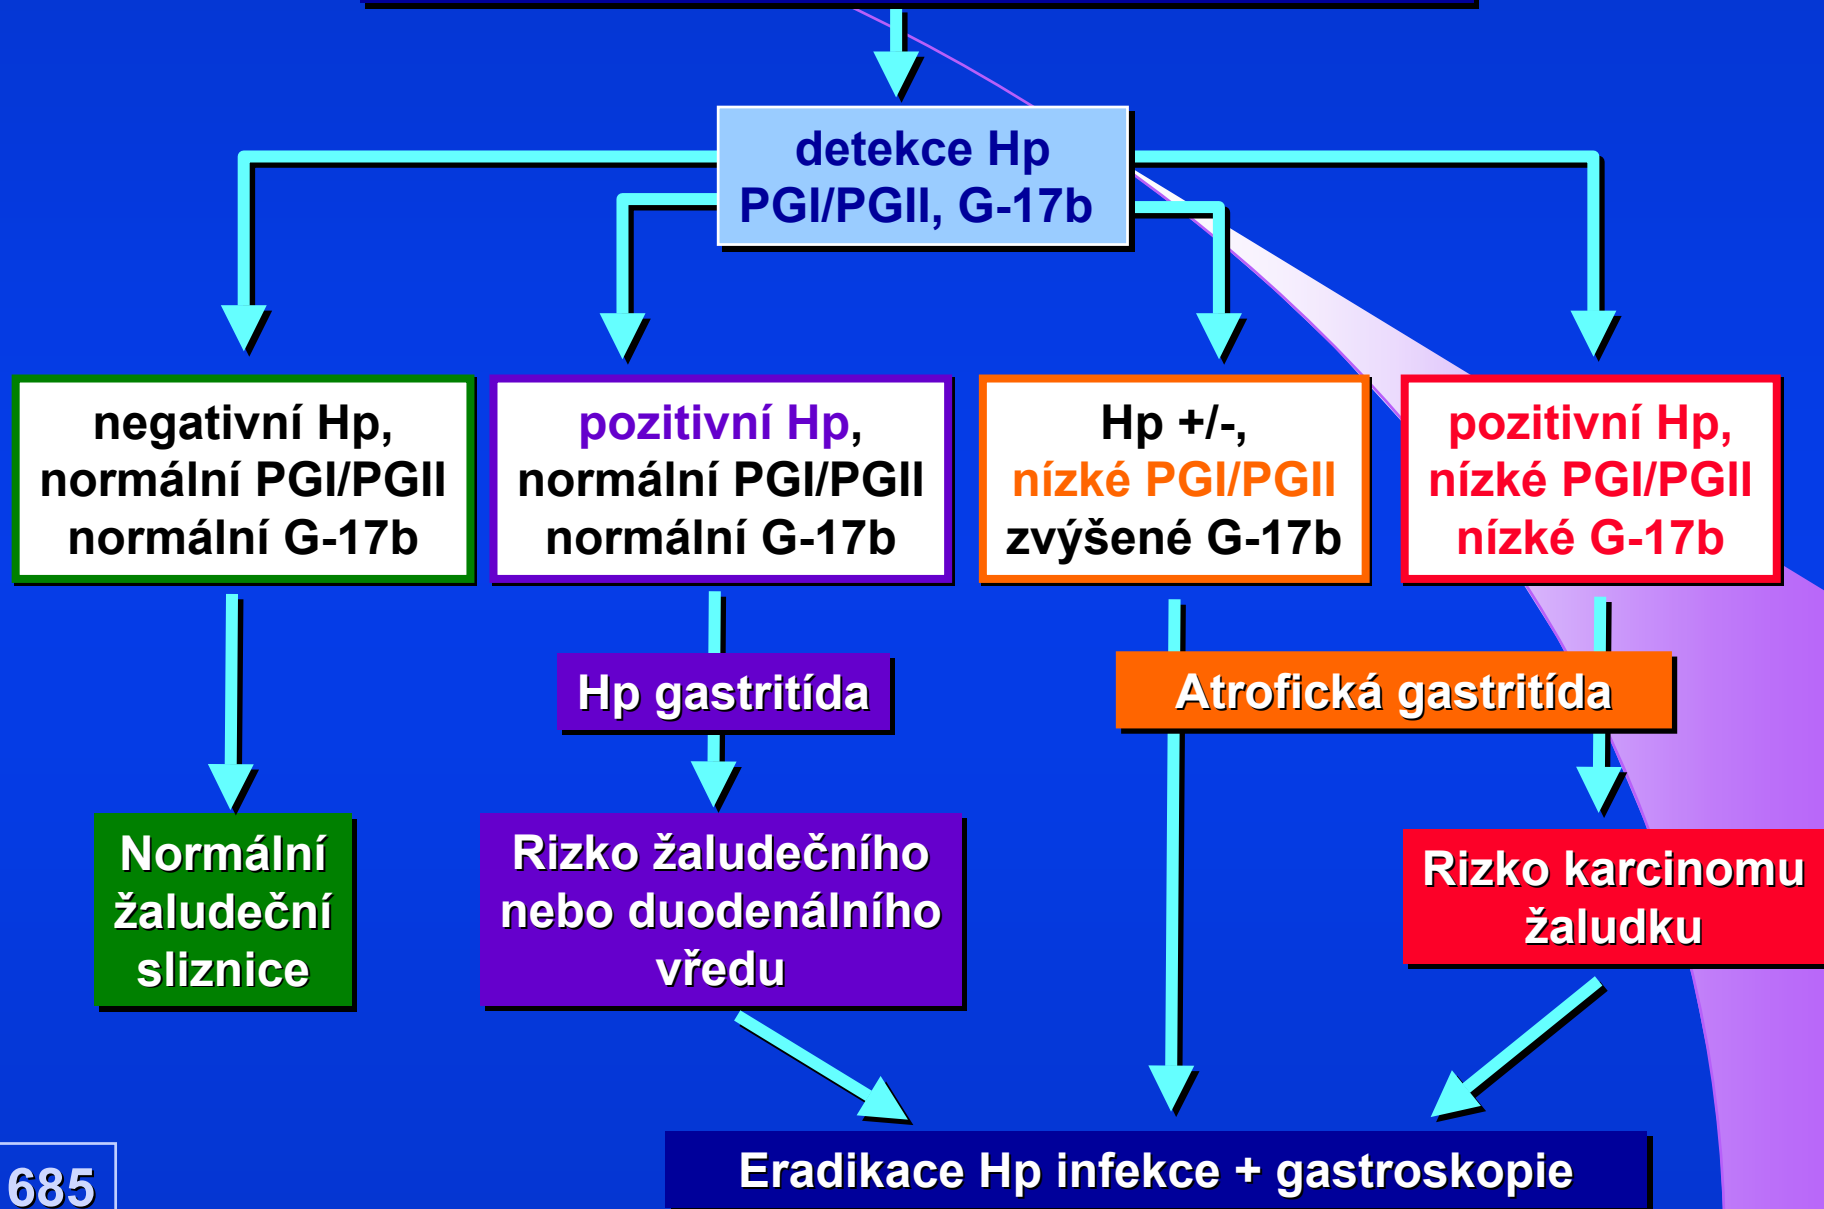 detekce Hp
PGI/PGII, G-17b
negativní Hp,
normální PGI/PGII
normální G-17b
pozitivní Hp,
normální PGI/PGII
normální G-17b
Hp +/-,
nízké PGI/PGII
zvýšené G-17b
pozitivní Hp,
nízké PGI/PGII
nízké G-17b
Hp gastritída
Atrofická gastritída
Normální
žaludeční
sliznice
Rizko žaludečního
nebo duodenálního
vředu
Rizko karcinomu
žaludku
Eradikace Hp infekce + gastroskopie
685